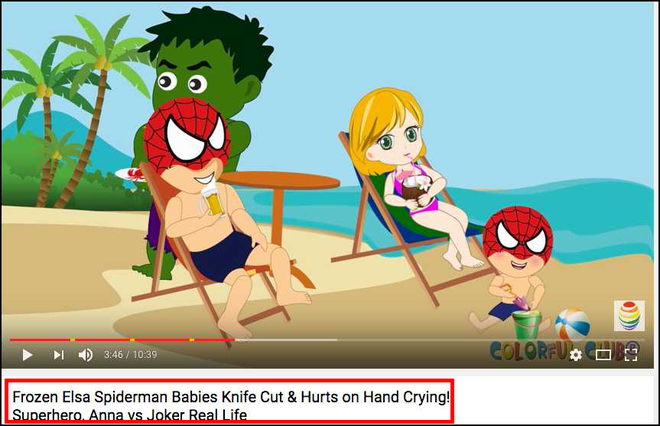 COLORFUL CUBS
3:46 / 10:39
Frozen Elsa Spiderman Babies Knife Cut & Hurts on Hand Crying!
Superhero, Anna vs Joker Real Life